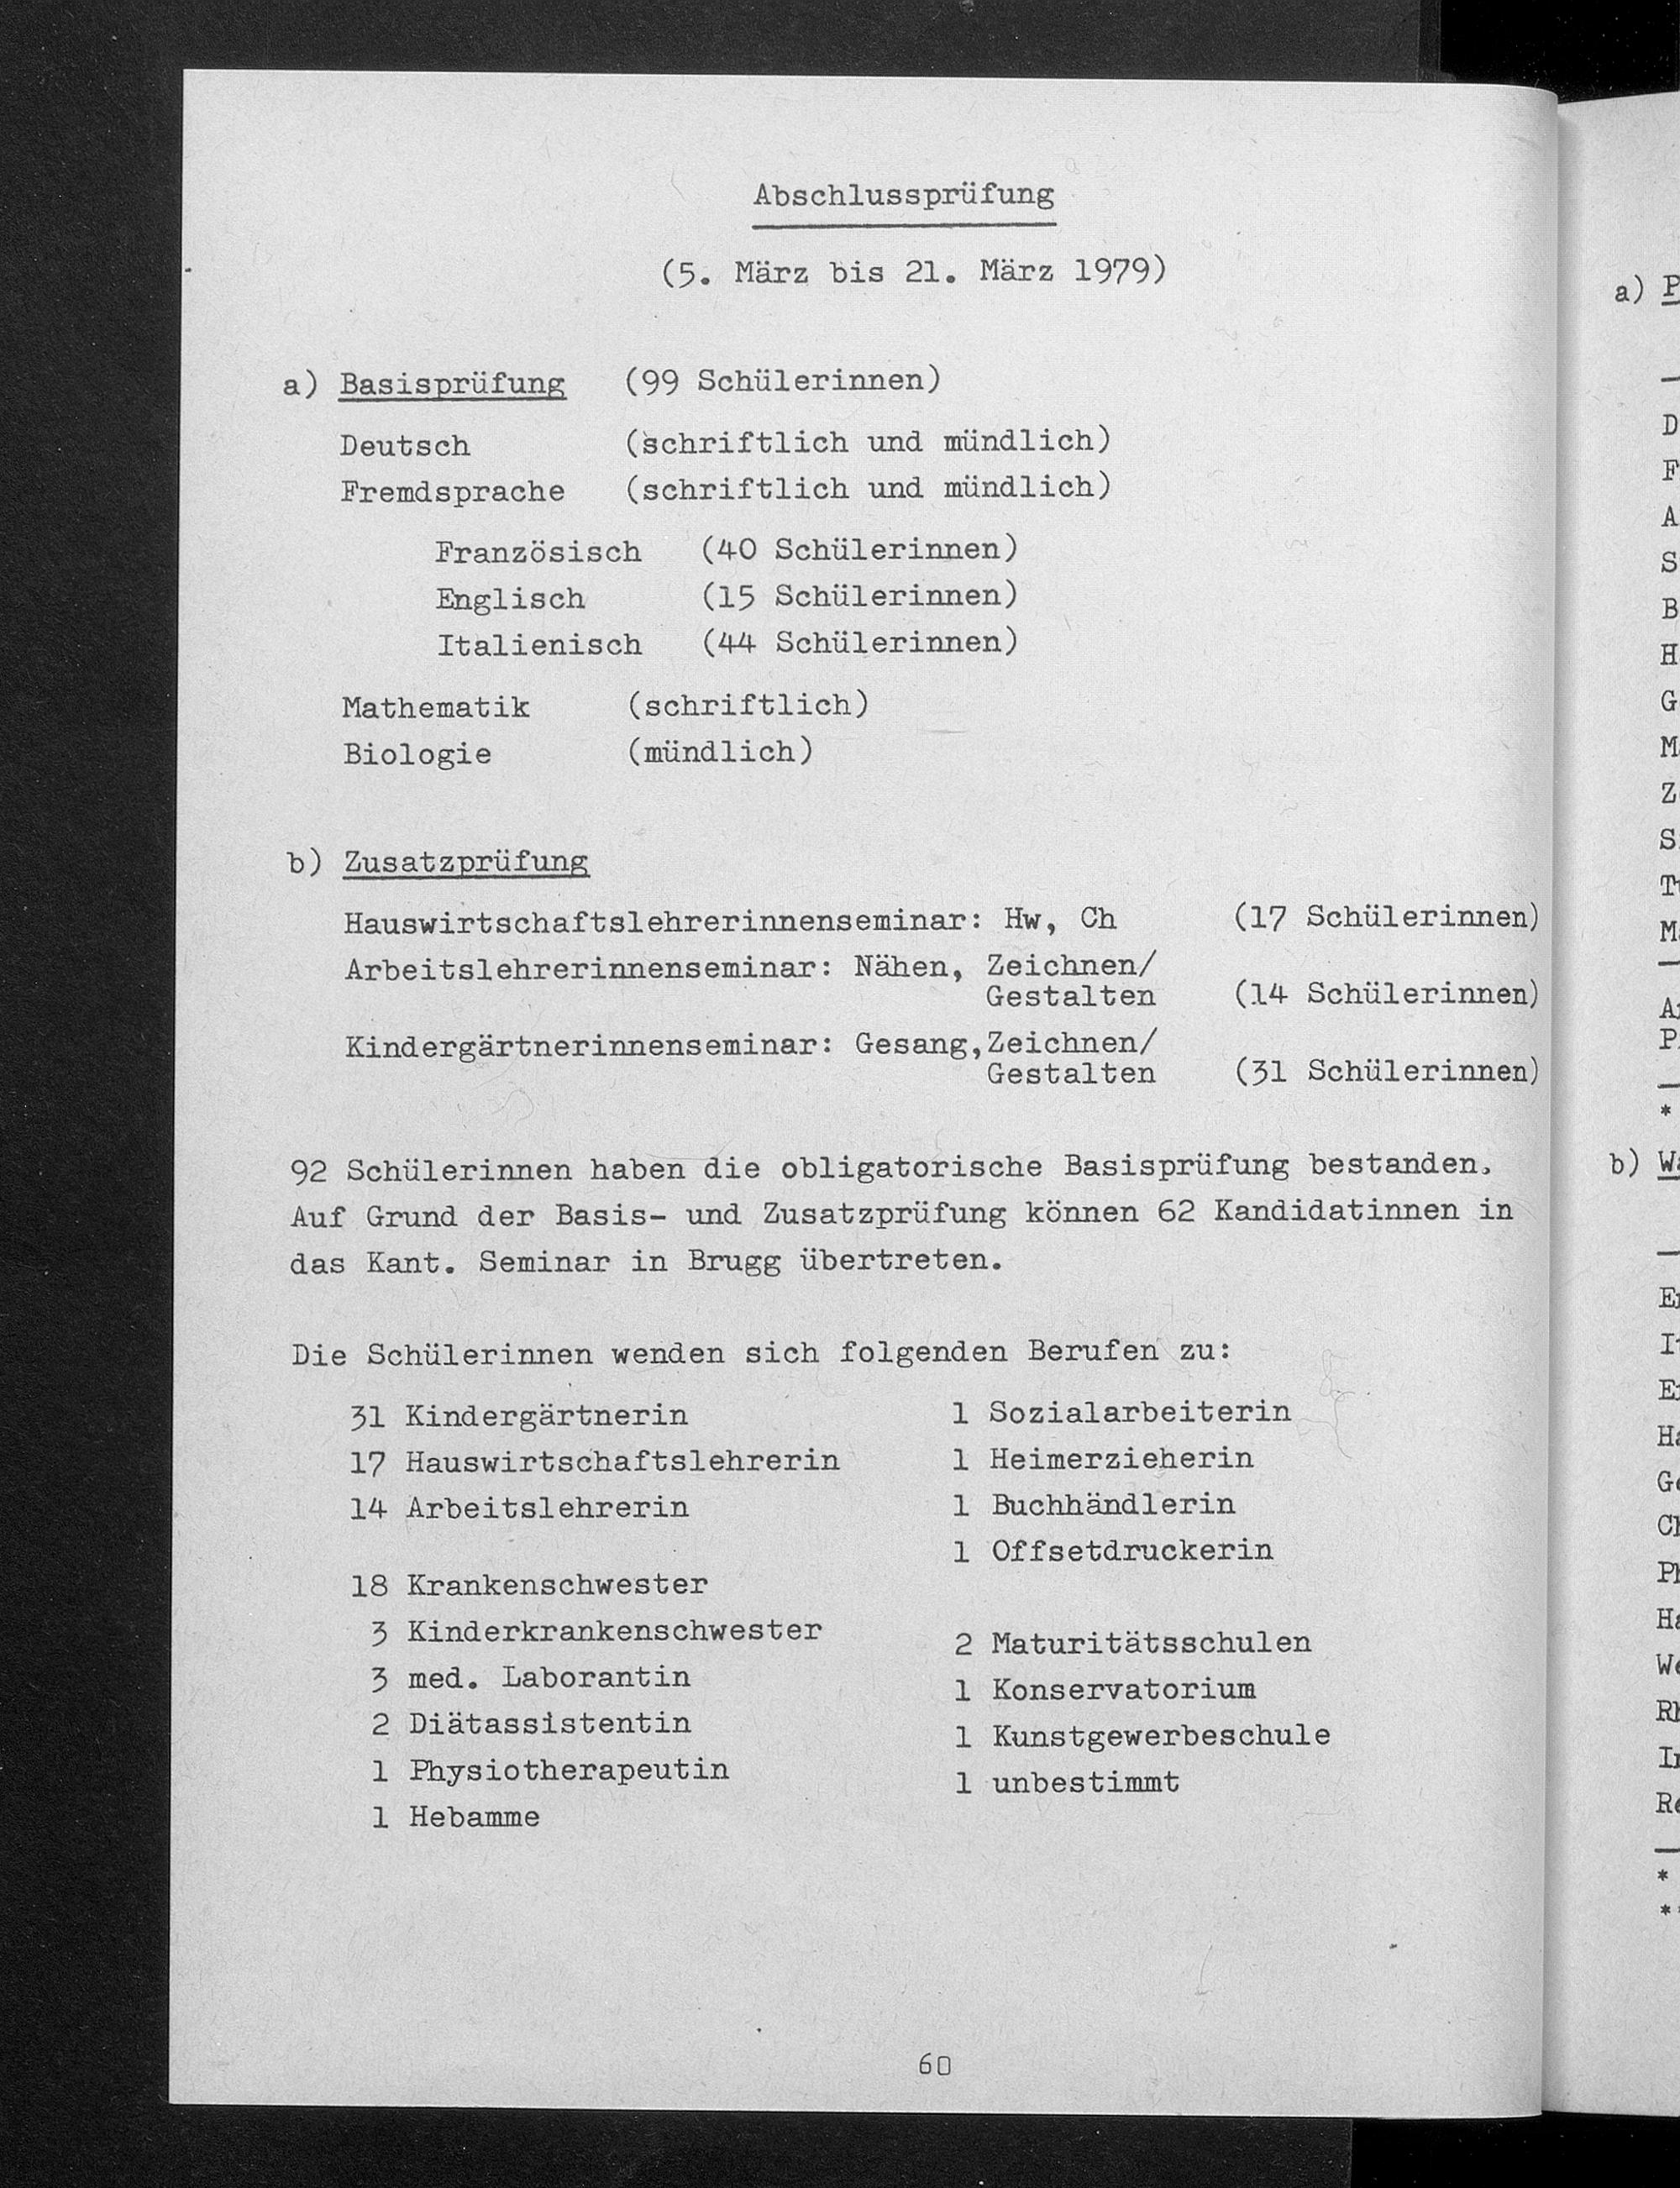 Abschlussprüfung
(5. März bis 21. März 1979)
a) Basisprüfung (99 Schülerinnen)
Deutsch (schriftlich und mündlich)
Fremdsprache (schriftlich und mündlich)
Französisch (40 Schülerinnen)
Englisch (15 Schülerinnen)
Italienisch (44 Schülerinnen)
Mathematik (schriftlich)
Biologie (mündlich)
b) Zusatzprüfung
Hauswirtschaftslehrerinnenseminar: Hw, Ch (17 Schülerinnen)
Arbeitslehrerinnenseminar: Nähen, Zeichnen/
Gestalten (14 Schülerinnen)
Kindergärtnerinnenseminar: Gesang, Zeichnen/
Gestalten (31 Schülerinnen)
92 Schülerinnen haben die obligatorische Basisprüfung bestanden.
Auf Grund der Basis- und Zusatzprüfung können 62 Kandidatinnen in
das Kant. Seminar in Brugg übertreten.
Die Schülerinnen wenden sich folgenden Berufen zu:
31 Kindergärtnerin
17 Hauswirtschaftslehrerin
14 Arbeitslehrerin
18 Krankenschwester
3 Kinderkrankenschwester
3 med. Laborantin
2 Diätassistentin
1 Physiotherapeutin
1 Hebamme
1 Sozialarbeiterin
1 Heimerzieherin
1 Buchhändlerin
1 Offsetdruckerin
2 Maturitätsschulen
1 Konservatorium
1 Kunstgewerbeschule
1 unbestimmt
60
a)
b)